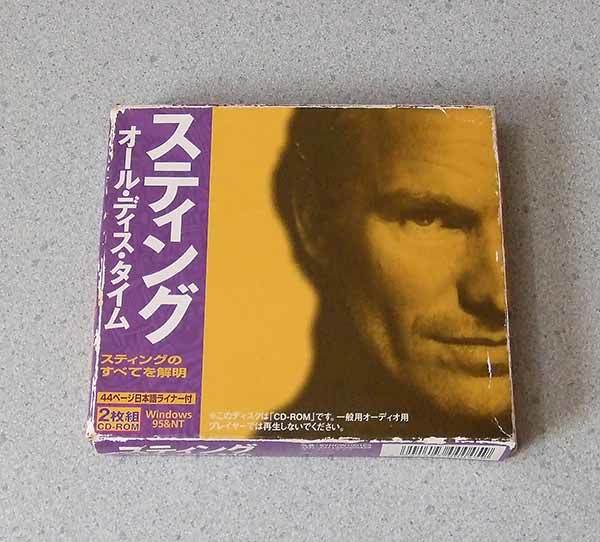 スティング
オール・ディス・タイム
スティングの
すべてを解明
44ページ日本語ライナー付
2枚組
CD-ROM
Windows
95&NT
※このディスクは「CD-ROM」です。一般用オーディオ用
プレイヤーでは再生しないでください。
スティング